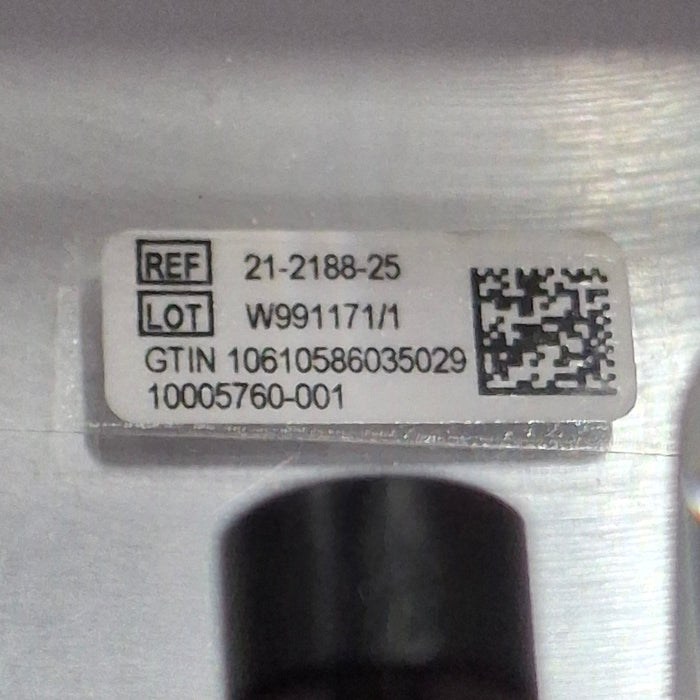 REF 21-2188-25
LOT W991171/1
GTIN 10610586035029
10005760-001